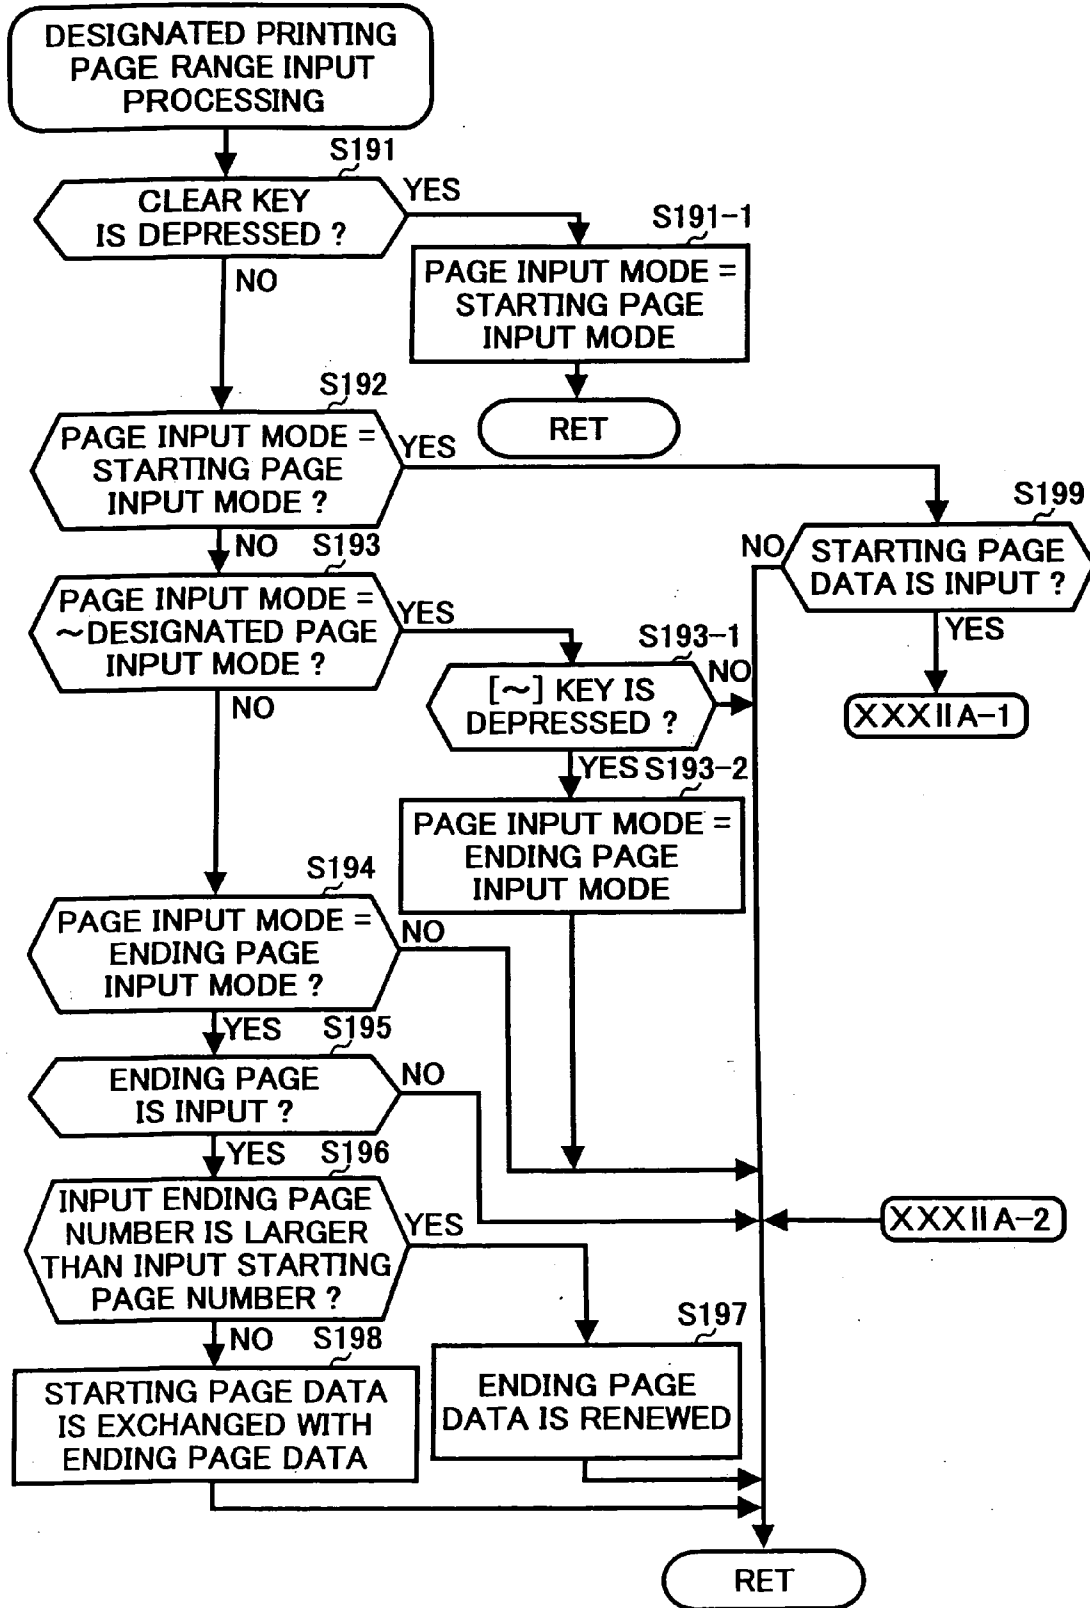 DESIGNATED PRINTING
PAGE RANGE INPUT
PROCESSING
S191
CLEAR KEY
IS DEPRESSED ?
YES
NO
S191-1
PAGE INPUT MODE =
STARTING PAGE
INPUT MODE
RET
S192
PAGE INPUT MODE =
STARTING PAGE
INPUT MODE ?
YES
NO
S199
STARTING PAGE
DATA IS INPUT ?
NO
YES
XXXIIA-1
S193
PAGE INPUT MODE =
~DESIGNATED PAGE
INPUT MODE ?
YES
NO
S193-1
[~] KEY IS
DEPRESSED ?
NO
YES
S193-2
PAGE INPUT MODE =
ENDING PAGE
INPUT MODE
S194
PAGE INPUT MODE =
ENDING PAGE
INPUT MODE ?
NO
YES
S195
ENDING PAGE
IS INPUT ?
NO
YES
S196
INPUT ENDING PAGE
NUMBER IS LARGER
THAN INPUT STARTING
PAGE NUMBER ?
YES
NO
XXXIIA-2
S197
ENDING PAGE
DATA IS RENEWED
S198
STARTING PAGE DATA
IS EXCHANGED WITH
ENDING PAGE DATA
RET